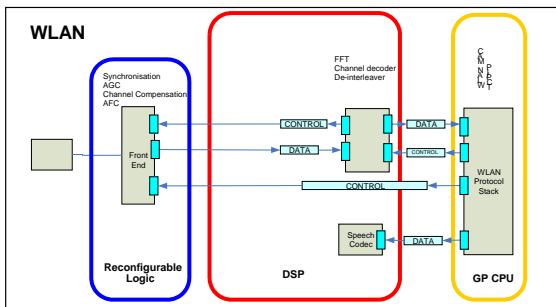 WLAN
Synchronisation
AGC
Channel Compensation
AFC
FFT
Channel decoder
De-interleaver
CONTROL
DATA
DATA
CONTROL
CONTROL
Front
End
WLAN
Protocol
Stack
Speech
Codec
DATA
Reconfigurable
Logic
DSP
GP CPU